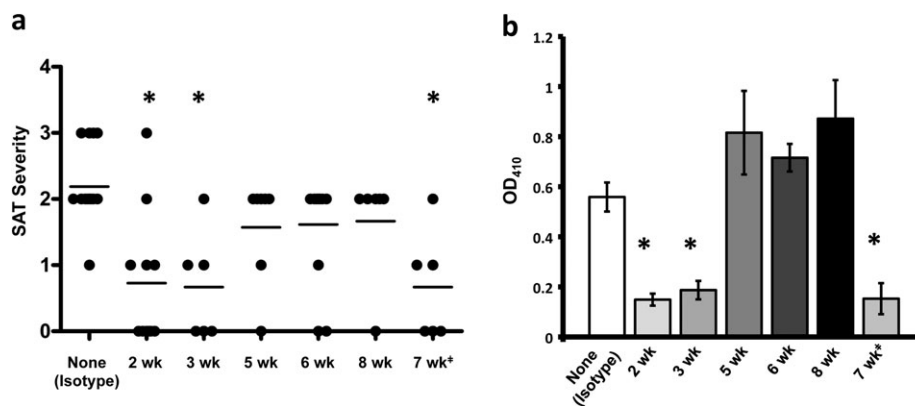 a
SAT Severity
4
3
2
1
0
* * *
None (Isotype) 2 wk 3 wk 5 wk 6 wk 8 wk 7 wk‡
b
OD410
1.2
1
0.8
0.6
0.4
0.2
0
* * *
None (Isotype) 2 wk 3 wk 5 wk 6 wk 8 wk 7 wk‡